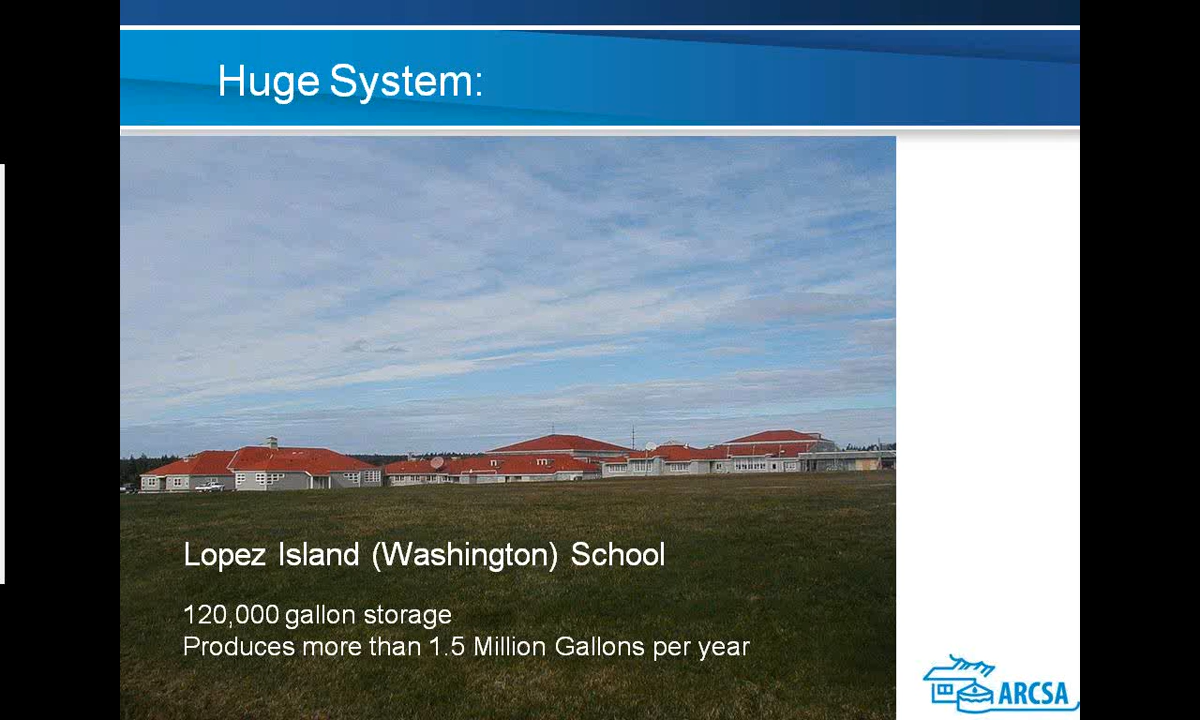 Huge System:
Lopez Island (Washington) School
120,000 gallon storage
Produces more than 1.5 Million Gallons per year
ARCSA